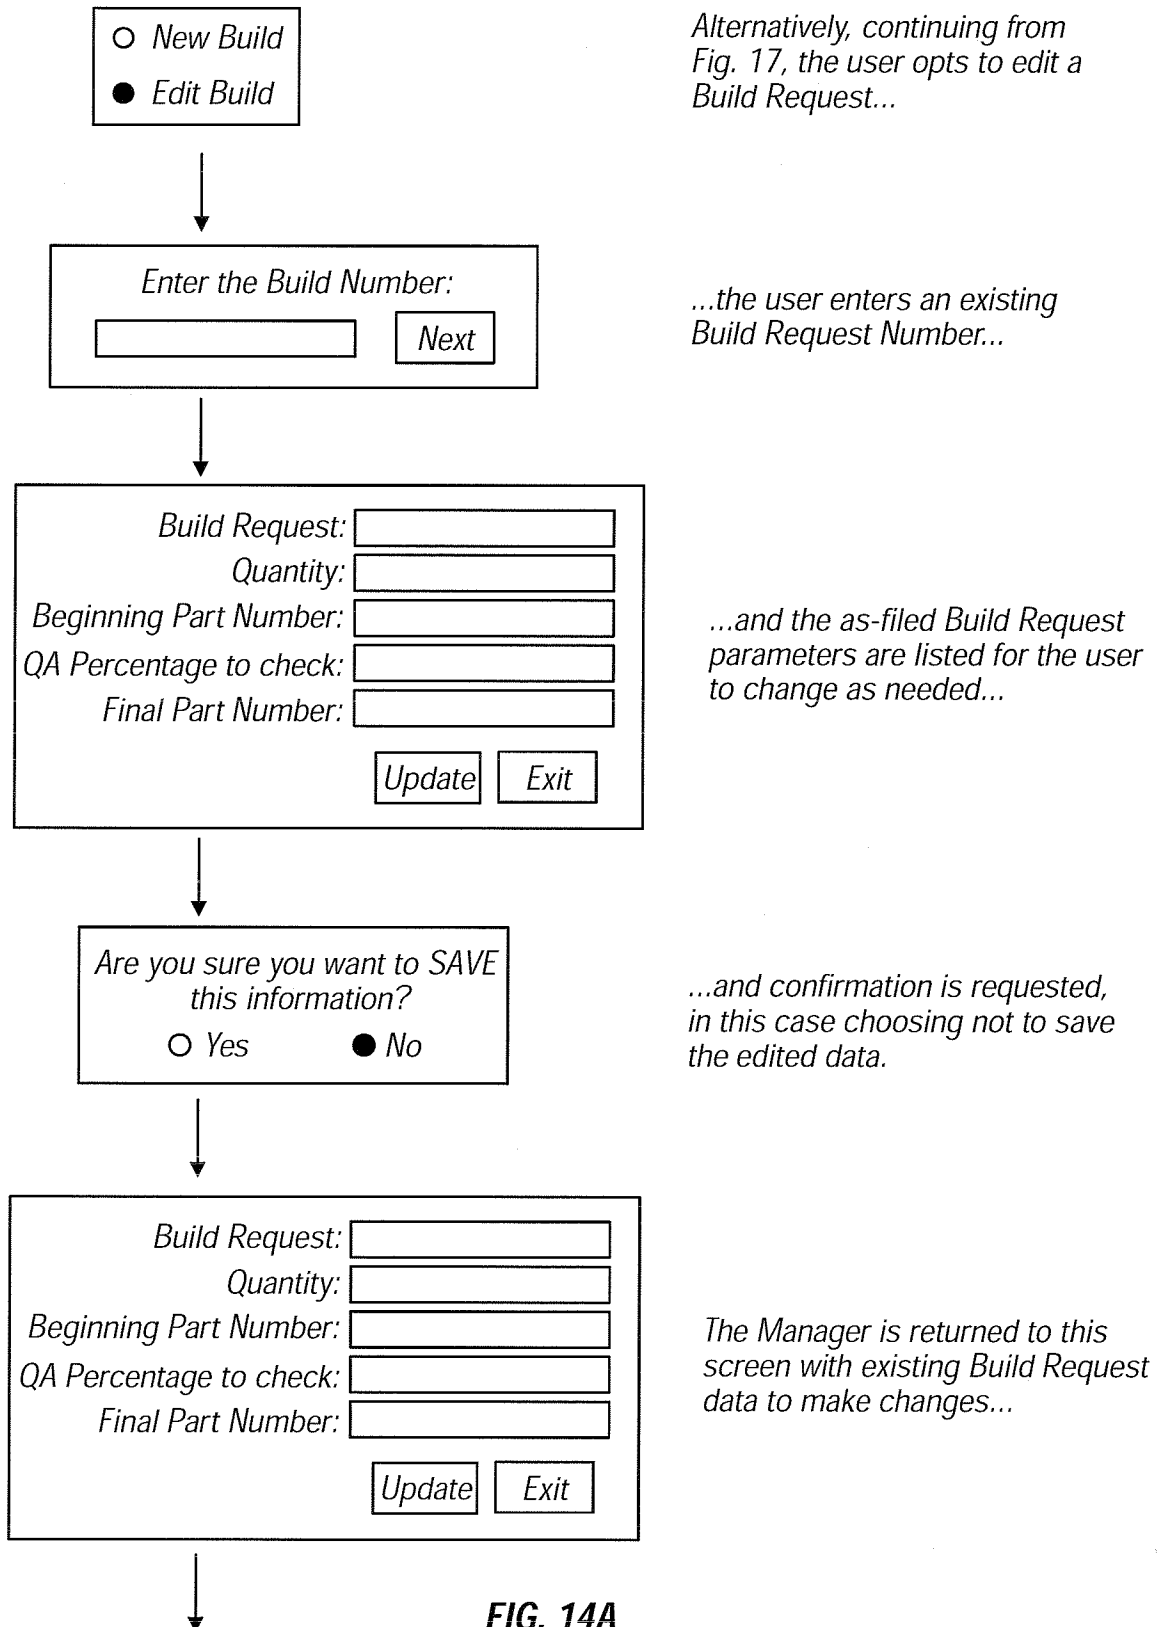 New Build
Edit Build
Alternatively, continuing from
Fig. 17, the user opts to edit a
Build Request...
Enter the Build Number:
Next
...the user enters an existing
Build Request Number...
Build Request:
Quantity:
Beginning Part Number:
QA Percentage to check:
Final Part Number:
Update Exit
...and the as-filed Build Request
parameters are listed for the user
to change as needed...
Are you sure you want to SAVE
this information?
Yes No
...and confirmation is requested,
in this case choosing not to save
the edited data.
Build Request:
Quantity:
Beginning Part Number:
QA Percentage to check:
Final Part Number:
Update Exit
The Manager is returned to this
screen with existing Build Request
data to make changes...
FIG. 14A